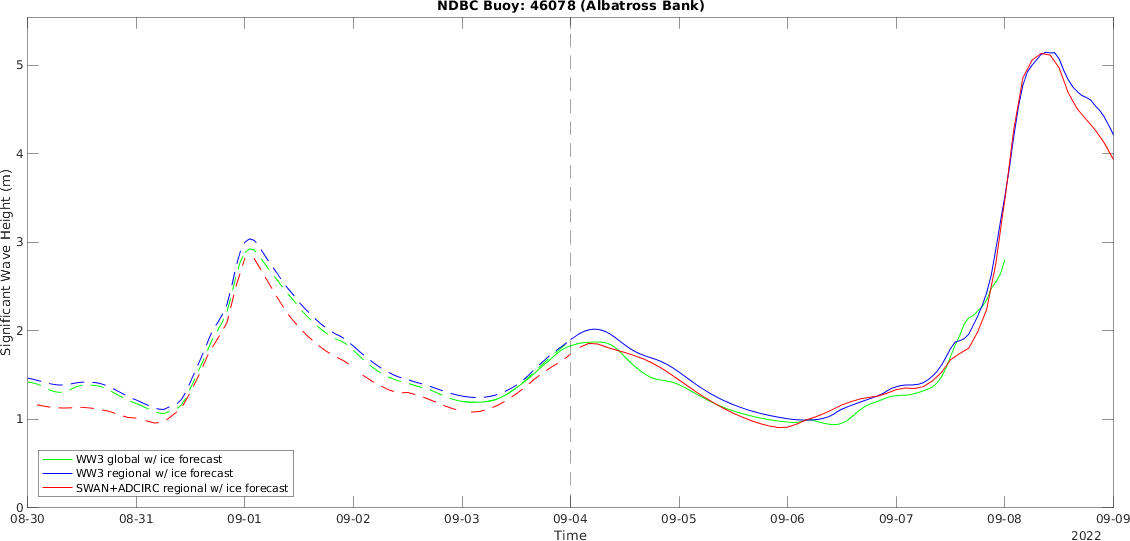 NDBC Buoy: 46078 (Albatross Bank)
5
4
3
2
1
0
Significant Wave Height (m)
WW3 global w/ ice forecast
WW3 regional w/ ice forecast
SWAN+ADCIRC regional w/ ice forecast
08-30 08-31 09-01 09-02 09-03 09-04 09-05 09-06 09-07 09-08 09-09
Time
2022